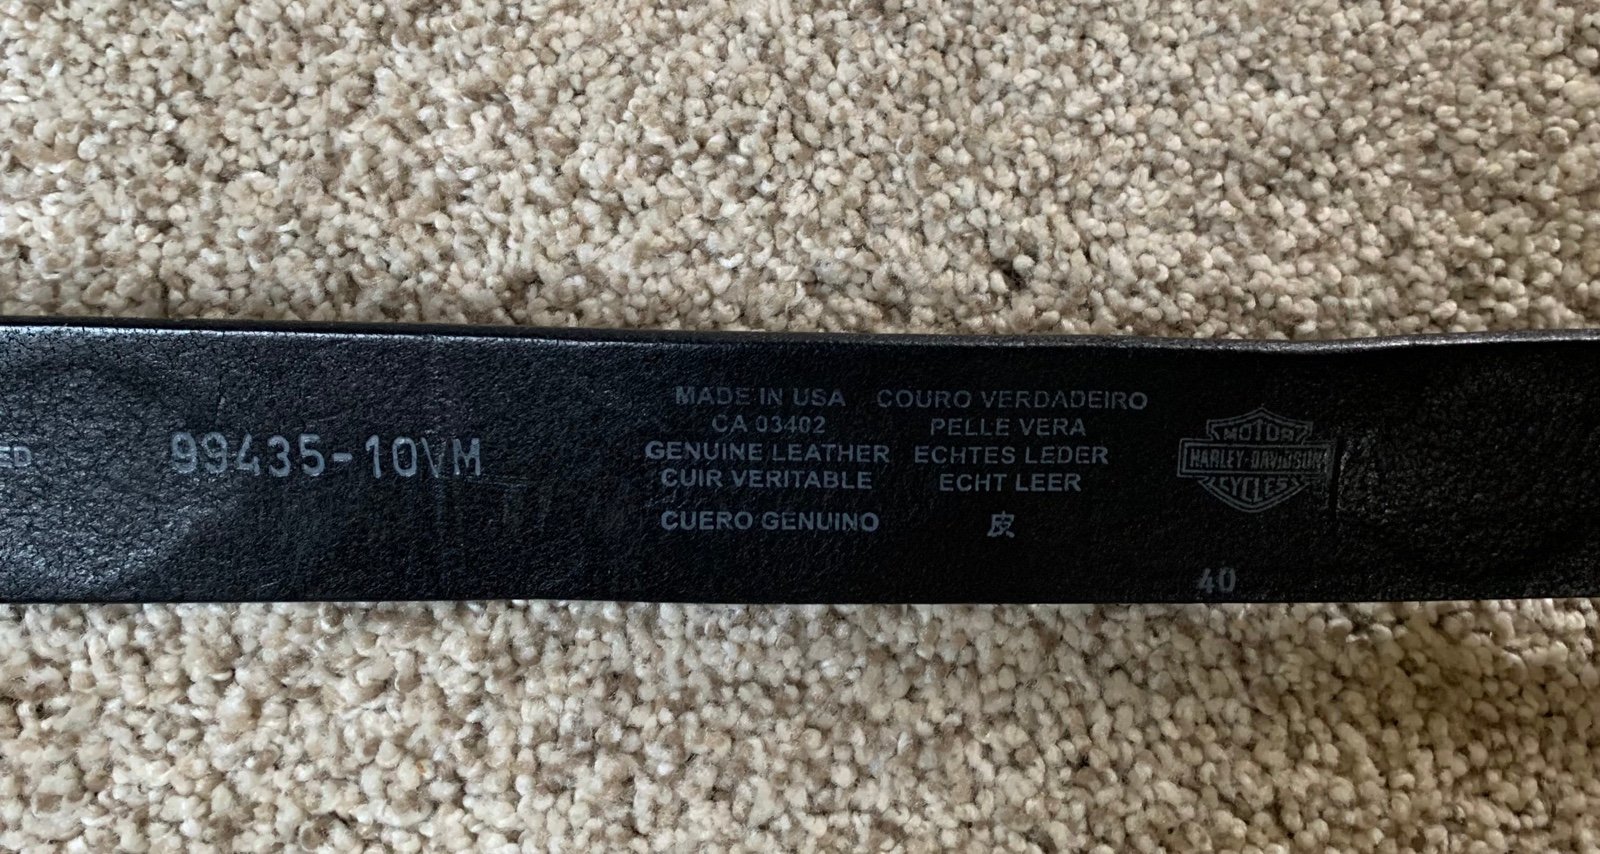 ED
99435-10VM
MADE IN USA
CA 03402
GENUINE LEATHER
CUIR VERITABLE
CUERO GENUINO
COURO VERDADEIRO
PELLE VERA
ECHTES LEDER
ECHT LEER
皮
MOTOR
HARLEY-DAVIDSON
CYCLES
40